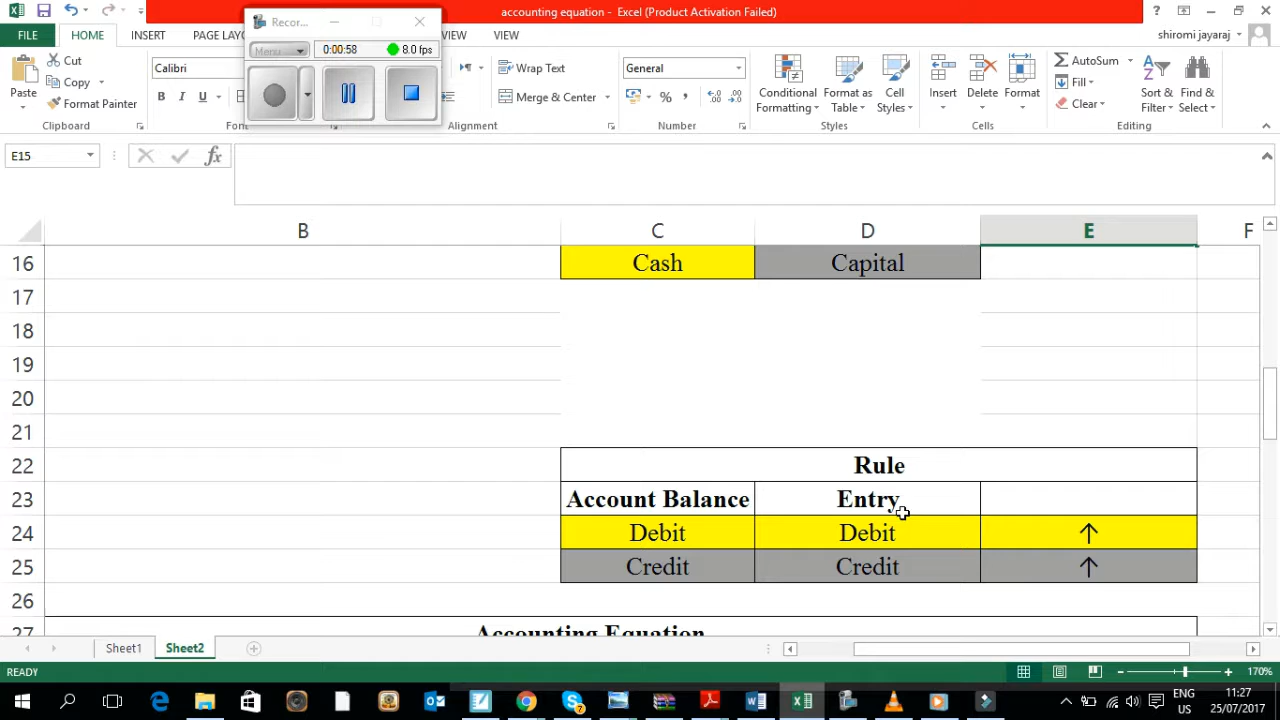 accounting equation - Excel (Product Activation Failed)
Recor...
Menu
0:00:58
8.0 fps
FILE
HOME
INSERT
PAGE LAY
VIEW
VIEW
shiromi jayaraj
Paste
Cut
Copy
Format Painter
Clipboard
Calibri
B I U
Wrap Text
Merge & Center
Alignment
General
Number
Conditional Formatting
Format as Table
Cell Styles
Styles
Insert
Delete
Format
Cells
AutoSum
Fill
Clear
Sort & Filter
Find & Select
Editing
E15
fx
B C D E F
16 Cash Capital
17
18
19
20
21
22 Rule
23 Account Balance Entry
24 Debit Debit ↑
25 Credit Credit ↑
26
27 Accounting Equation
Sheet1 Sheet2
READY
170%
ENG
US
11:27
25/07/2017